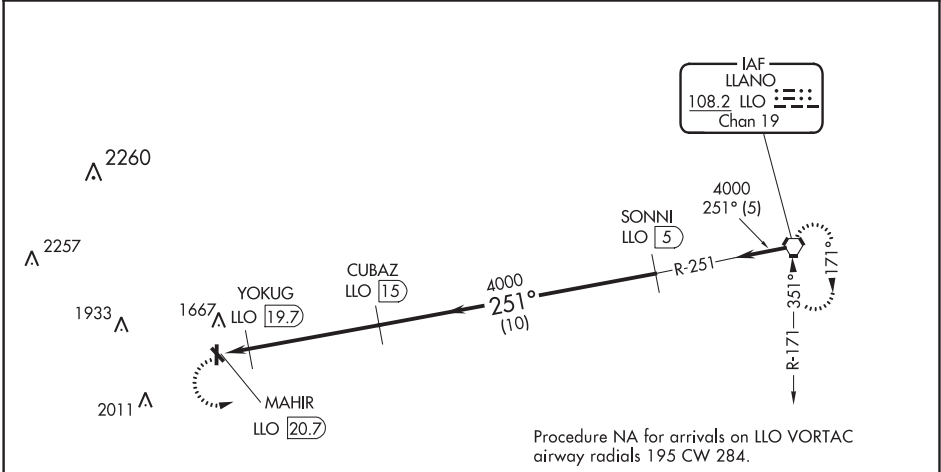 IAF
LLANO
108.2 LLO
Chan 19
2260
4000
251° (5)
SONNI
LLO 5
2257
R-251
171°
CUBAZ
LLO 15
4000
251°
(10)
351°
YOKUG
LLO 19.7
1667
1933
R-171
MAHIR
LLO 20.7
2011
Procedure NA for arrivals on LLO VORTAC
airway radials 195 CW 284.